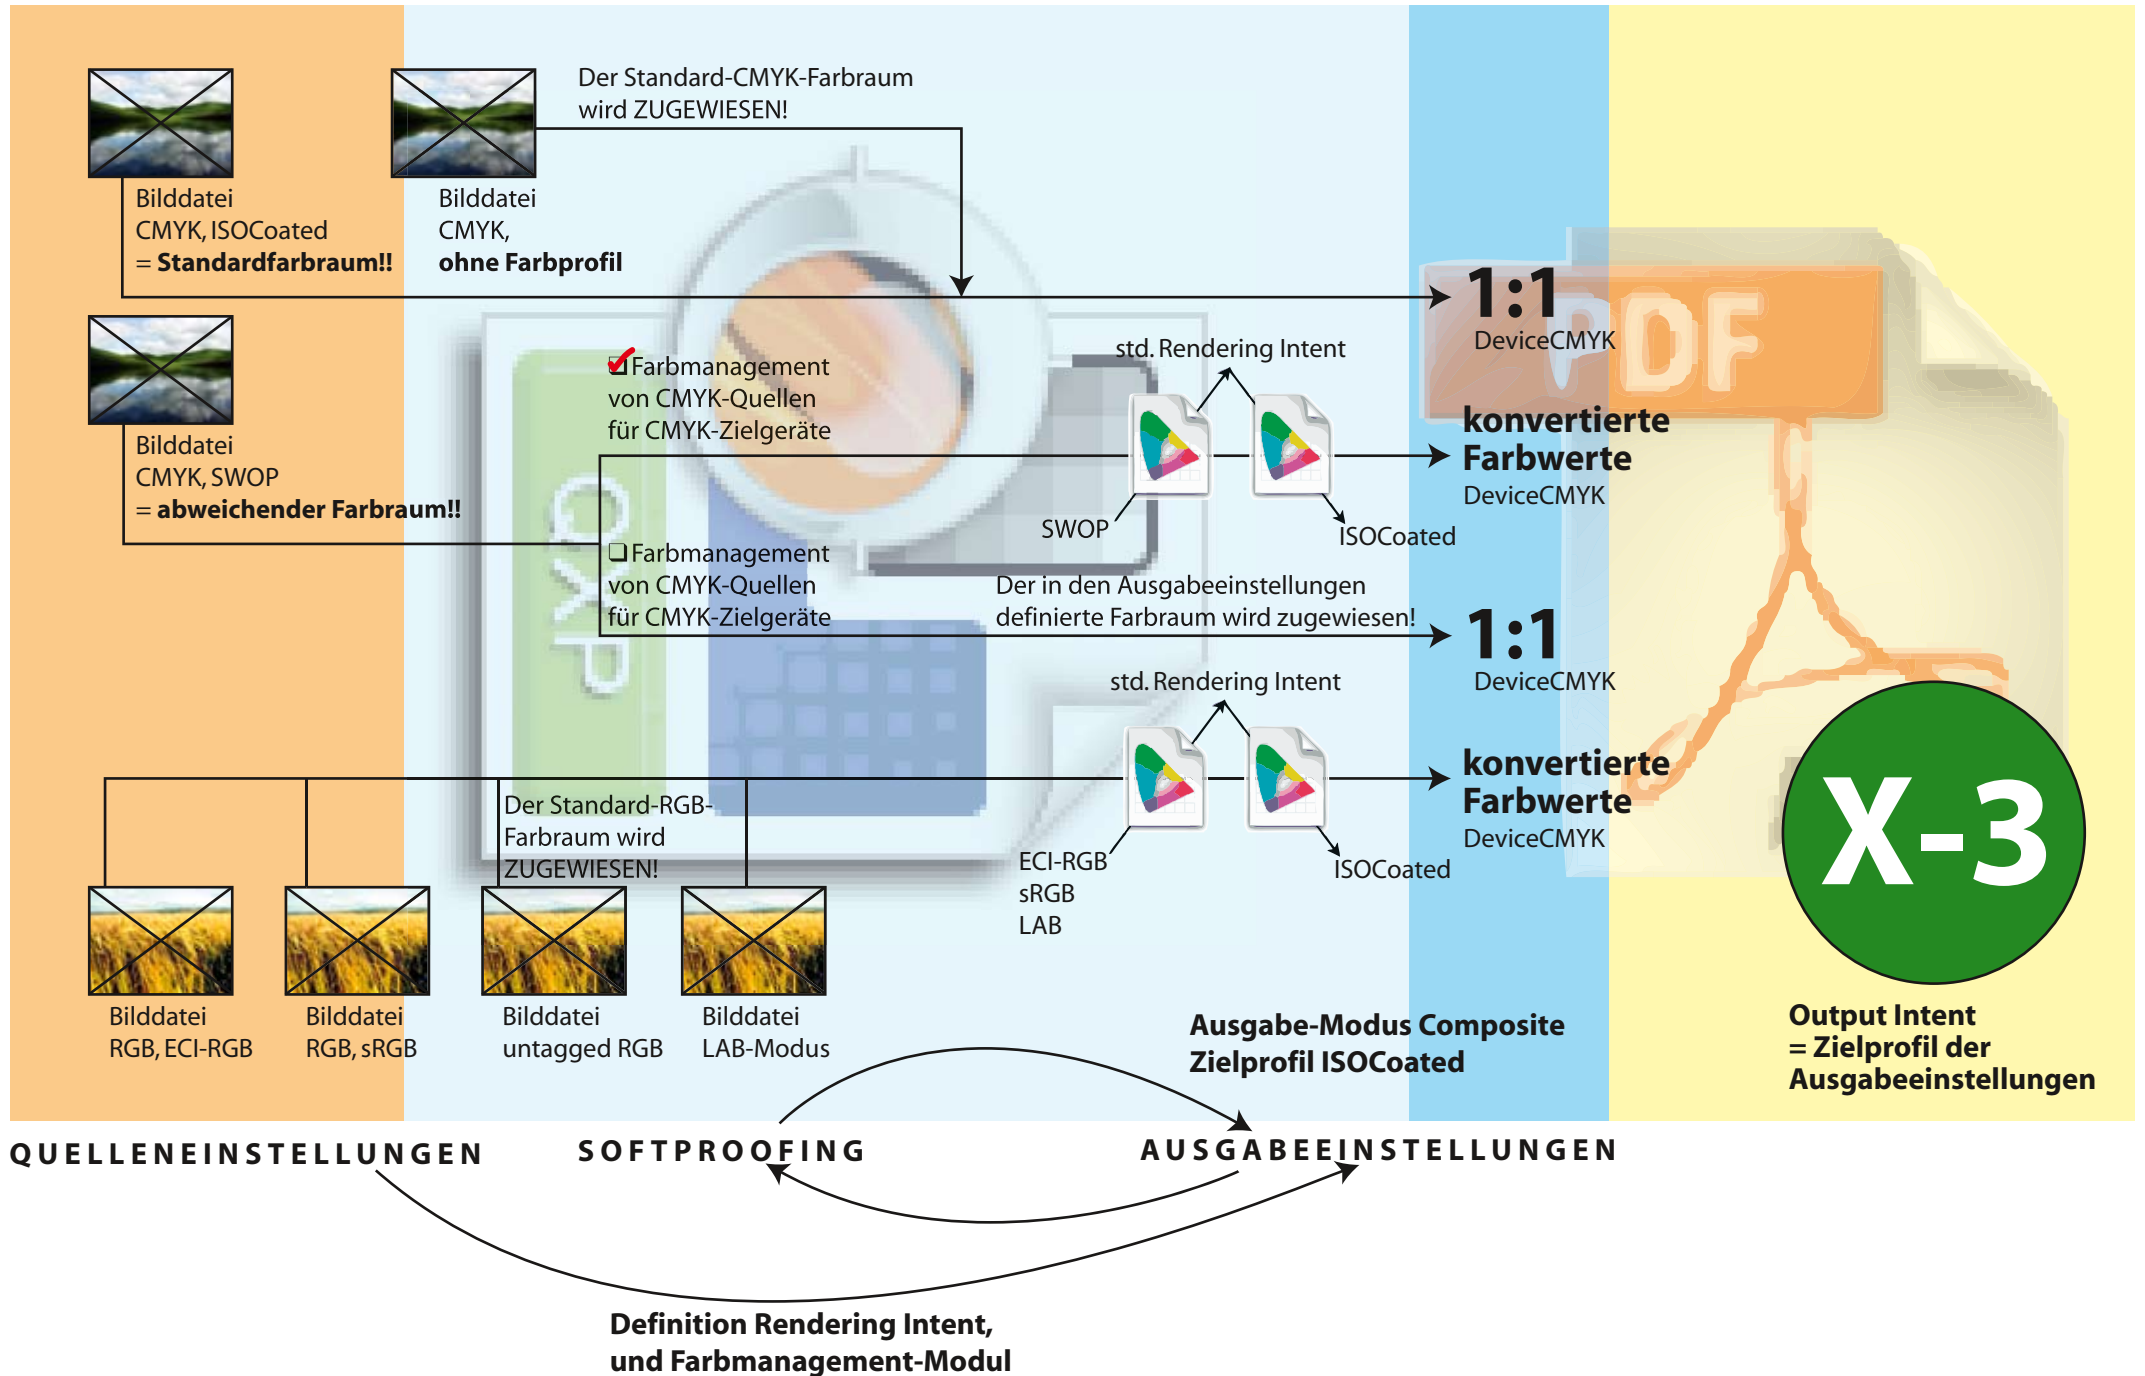 Der Standard-CMYK-Farbraum
wird ZUGEWIESEN!
Bilddatei
CMYK, ISOCoated
= Standardfarbraum!!
Bilddatei
CMYK,
ohne Farbprofil
1:1
DeviceCMYK
PDF
std. Rendering Intent
Farbmanagement
von CMYK-Quellen
für CMYK-Zielgeräte
Bilddatei
CMYK, SWOP
= abweichender Farbraum!!
konvertierte
Farbwerte
DeviceCMYK
SWOP
ISOCoated
QXP
Farbmanagement
von CMYK-Quellen
für CMYK-Zielgeräte
Der in den Ausgabeeinstellungen
definierte Farbraum wird zugewiesen!
1:1
DeviceCMYK
std. Rendering Intent
konvertierte
Farbwerte
DeviceCMYK
Der Standard-RGB-
Farbraum wird
ZUGEWIESEN!
ECI-RGB
sRGB
LAB
ISOCoated
X-3
Bilddatei
RGB, ECI-RGB
Bilddatei
RGB, sRGB
Bilddatei
untagged RGB
Bilddatei
LAB-Modus
Ausgabe-Modus Composite
Zielprofil ISOCoated
Output Intent
= Zielprofil der
Ausgabeeinstellungen
QUELLENEINSTELLUNGEN
SOFTPROOFING
AUSGABEEINSTELLUNGEN
Definition Rendering Intent,
und Farbmanagement-Modul